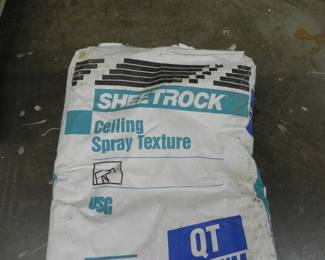 SHEETROCK
Ceiling
Spray Texture
USG
QT